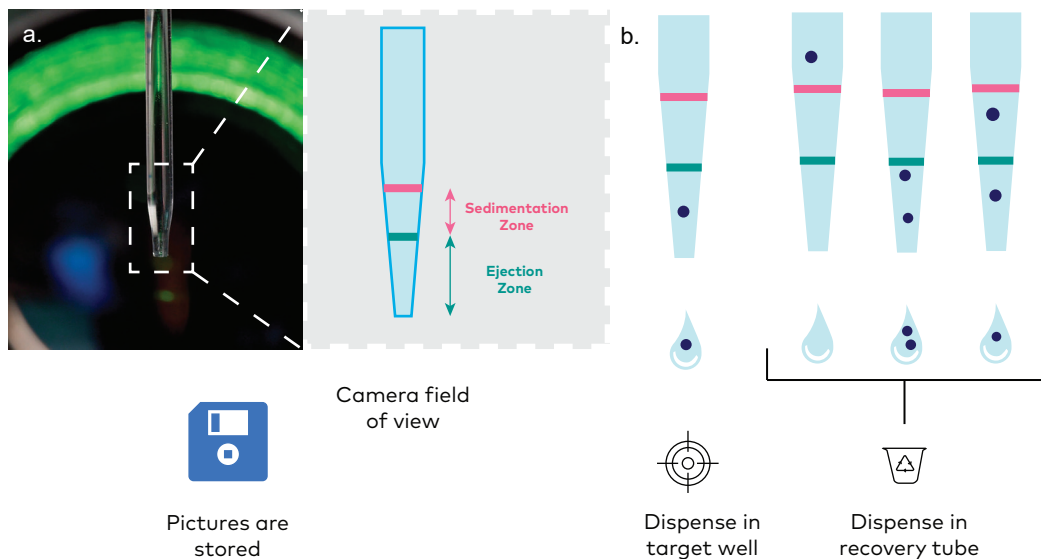 a.
Sedimentation
Zone
Ejection
Zone
Camera field
of view
Pictures are
stored
b.
Dispense in
target well
Dispense in
recovery tube